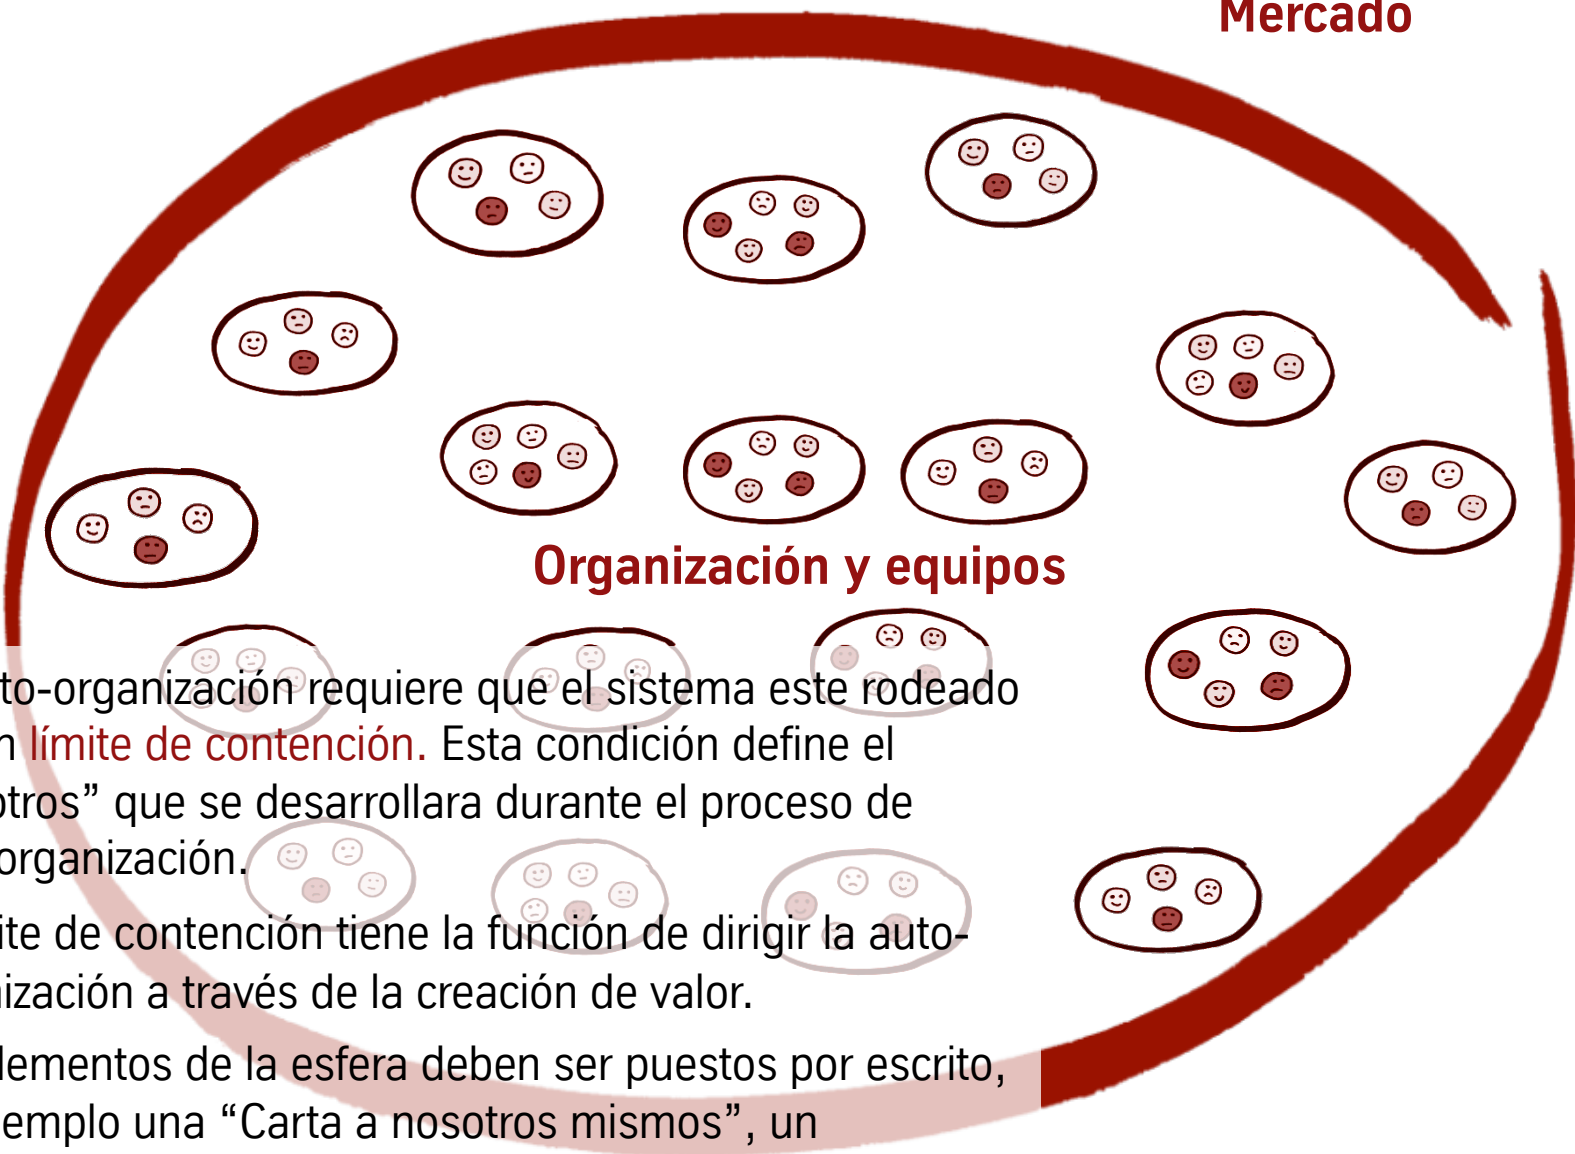 Mercado
Organización y equipos
to-organización requiere que el sistema este rodeado
n límite de contención. Esta condición define el
otros” que se desarrollara durante el proceso de
organización.
ite de contención tiene la función de dirigir la auto-
ización a través de la creación de valor.
lementos de la esfera deben ser puestos por escrito,
emplo una “Carta a nosotros mismos”, un